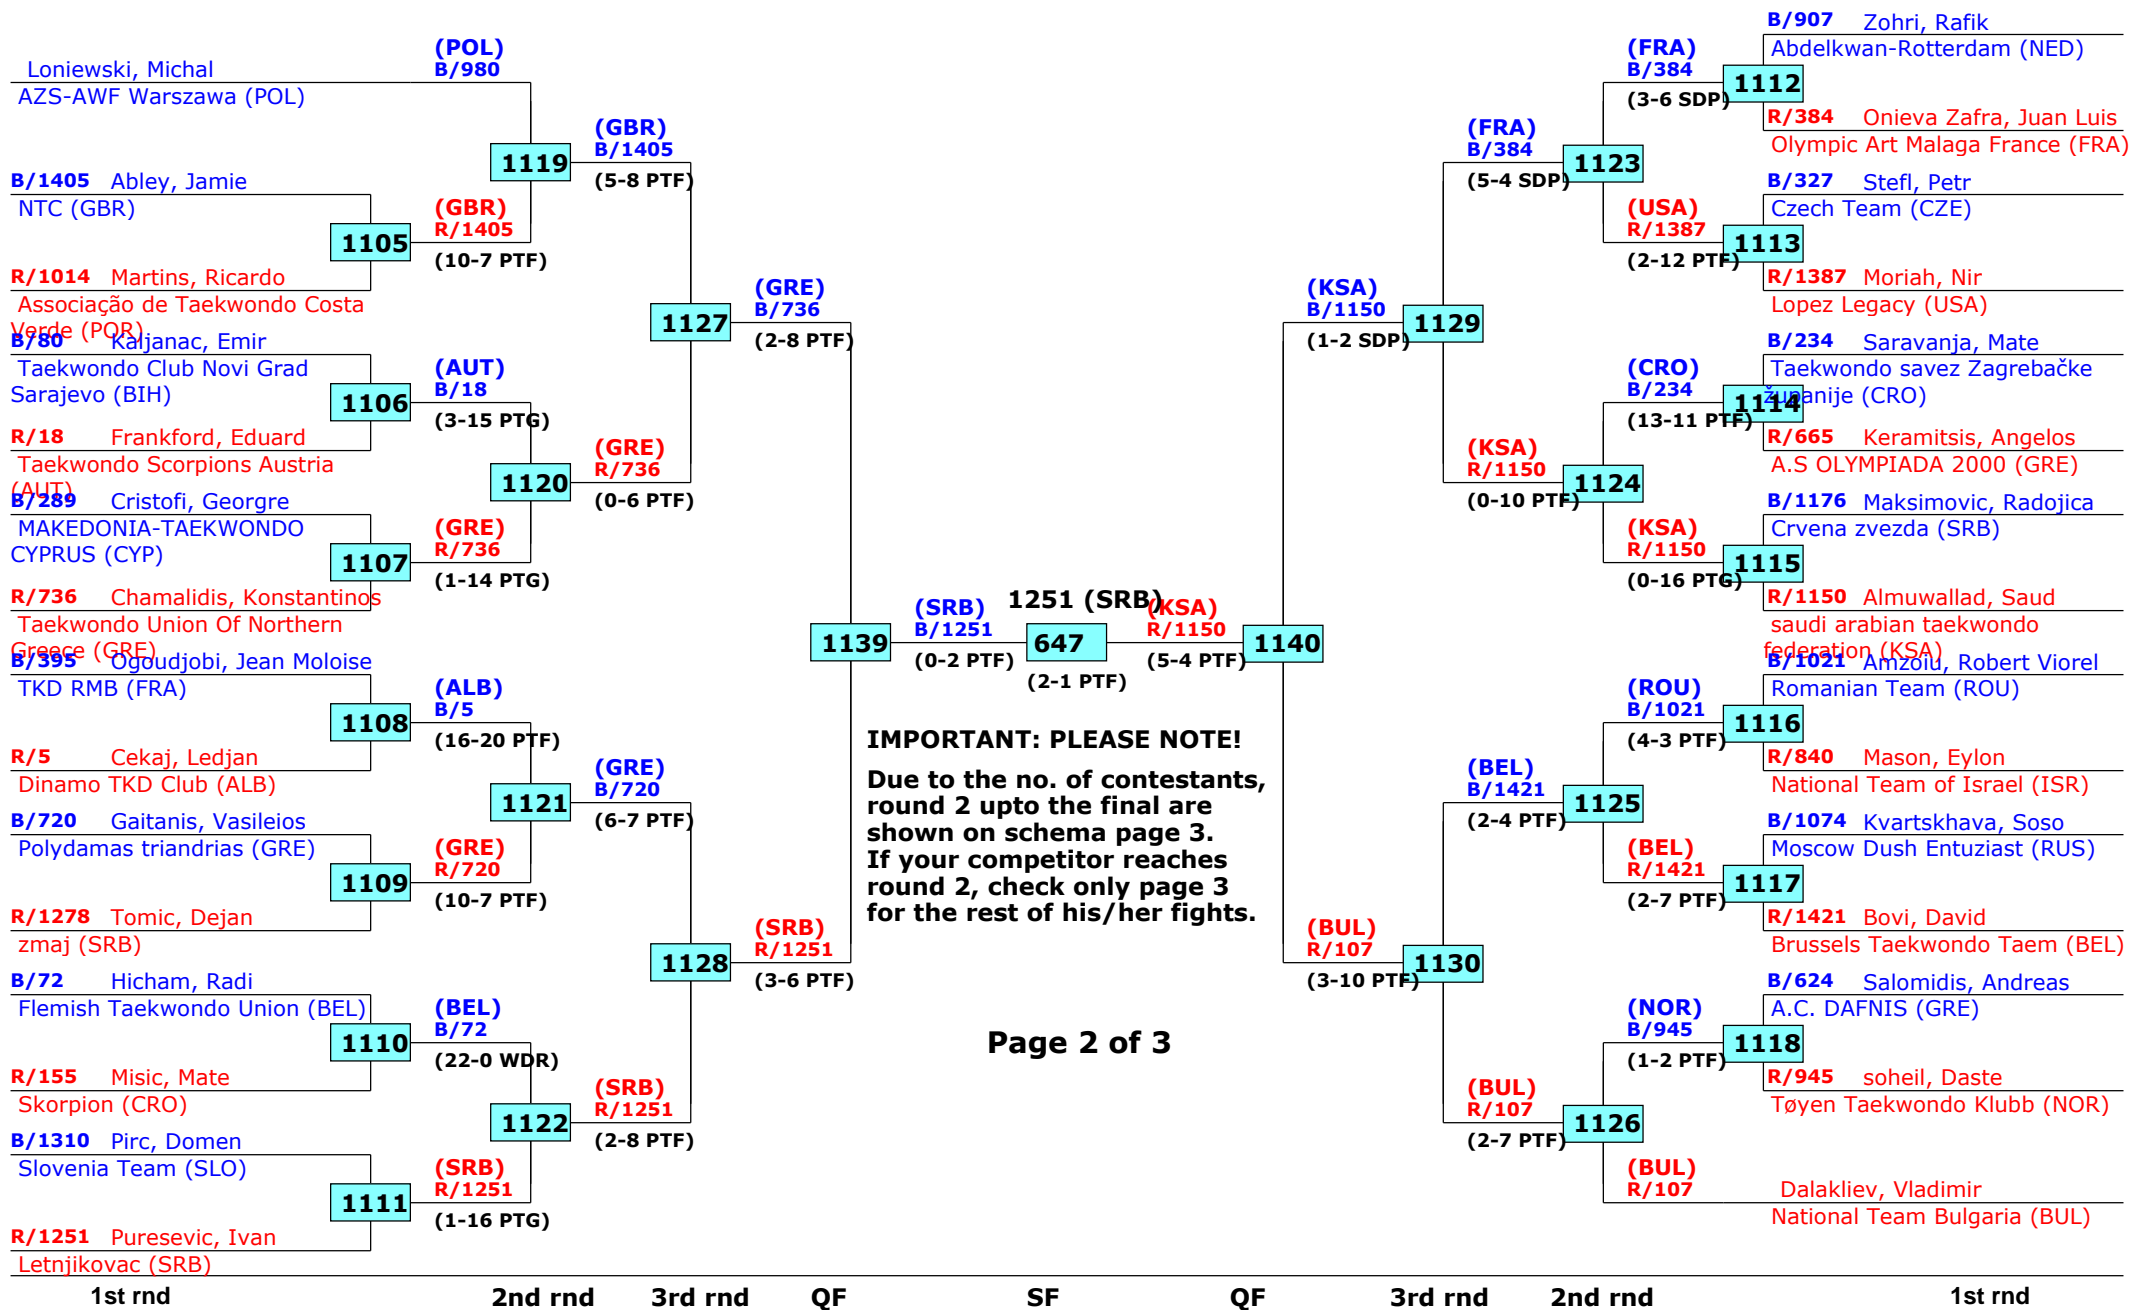 Loniewski, Michal
AZS-AWF Warszawa (POL)
B/1405 Abley, Jamie
NTC (GBR)
1105
R/1014 Martins, Ricardo
Associação de Taekwondo Costa
Verde (POR)
B/80 Kaljanac, Emir
Taekwondo Club Novi Grad
Sarajevo (BIH)
1106
R/18 Frankford, Eduard
Taekwondo Scorpions Austria
(AUT)
B/289 Cristofi, Georgre
MAKEDONIA-TAEKWONDO
CYPRUS (CYP)
1107
R/736 Chamalidis, Konstantinos
Taekwondo Union Of Northern
Greece (GRE)
B/395 Ogoudjobi, Jean Moloise
TKD RMB (FRA)
1108
R/5 Cekaj, Ledjan
Dinamo TKD Club (ALB)
B/720 Gaitanis, Vasileios
Polydamas triandrias (GRE)
1109
R/1278 Tomic, Dejan
zmaj (SRB)
B/72 Hicham, Radi
Flemish Taekwondo Union (BEL)
1110
R/155 Misic, Mate
Skorpion (CRO)
B/1310 Pirc, Domen
Slovenia Team (SLO)
1111
R/1251 Puresevic, Ivan
Letnjikovac (SRB)
(POL)
B/980
1119
(GBR)
R/1405
(10-7 PTF)
(AUT)
B/18
(3-15 PTG)
1120
(GRE)
R/736
(1-14 PTG)
(ALB)
B/5
(16-20 PTF)
1121
(GRE)
R/720
(10-7 PTF)
(BEL)
B/72
(22-0 WDR)
1122
(SRB)
R/1251
(1-16 PTG)
(GBR)
B/1405
(5-8 PTF)
1127
(GRE)
R/736
(0-6 PTF)
(GRE)
B/720
(6-7 PTF)
1128
(SRB)
R/1251
(2-8 PTF)
(GRE)
B/736
(2-8 PTF)
1139
(SRB)
R/1251
(3-6 PTF)
(SRB)
B/1251
(0-2 PTF)
1251 (SRB)
647
(2-1 PTF)
(KSA)
R/1150
(5-4 PTF)
IMPORTANT: PLEASE NOTE!
Due to the no. of contestants,
round 2 upto the final are
shown on schema page 3.
If your competitor reaches
round 2, check only page 3
for the rest of his/her fights.
Page 2 of 3
1140
(KSA)
B/1150
(1-2 SDP)
1129
(BUL)
R/107
(3-10 PTF)
1130
(FRA)
B/384
(5-4 SDP)
1123
(KSA)
R/1150
(0-10 PTF)
1124
(BEL)
B/1421
(2-4 PTF)
1125
(BUL)
R/107
(2-7 PTF)
1126
(FRA)
B/384
(3-6 SDP)
(USA)
R/1387
(2-12 PTF)
(CRO)
B/234
(13-11 PTF)
(KSA)
R/1150
(0-16 PTG)
(ROU)
B/1021
(4-3 PTF)
(BEL)
R/1421
(2-7 PTF)
(NOR)
B/945
(1-2 PTF)
(BUL)
R/107
B/907 Zohri, Rafik
Abdelkwan-Rotterdam (NED)
1112
R/384 Onieva Zafra, Juan Luis
Olympic Art Malaga France (FRA)
B/327 Stefl, Petr
Czech Team (CZE)
1113
R/1387 Moriah, Nir
Lopez Legacy (USA)
B/234 Saravanja, Mate
Taekwondo savez Zagrebačke
županije (CRO)
1114
R/665 Keramitsis, Angelos
A.S OLYMPIADA 2000 (GRE)
B/1176 Maksimovic, Radojica
Crvena zvezda (SRB)
1115
R/1150 Almuwallad, Saud
saudi arabian taekwondo
federation (KSA)
B/1021 Amzoiu, Robert Viorel
Romanian Team (ROU)
1116
R/840 Mason, Eylon
National Team of Israel (ISR)
B/1074 Kvartskhava, Soso
Moscow Dush Entuziast (RUS)
1117
R/1421 Bovi, David
Brussels Taekwondo Taem (BEL)
B/624 Salomidis, Andreas
A.C. DAFNIS (GRE)
1118
R/945 soheil, Daste
Tøyen Taekwondo Klubb (NOR)
Dalakliev, Vladimir
National Team Bulgaria (BUL)
1st rnd 2nd rnd 3rd rnd QF SF QF 3rd rnd 2nd rnd 1st rnd